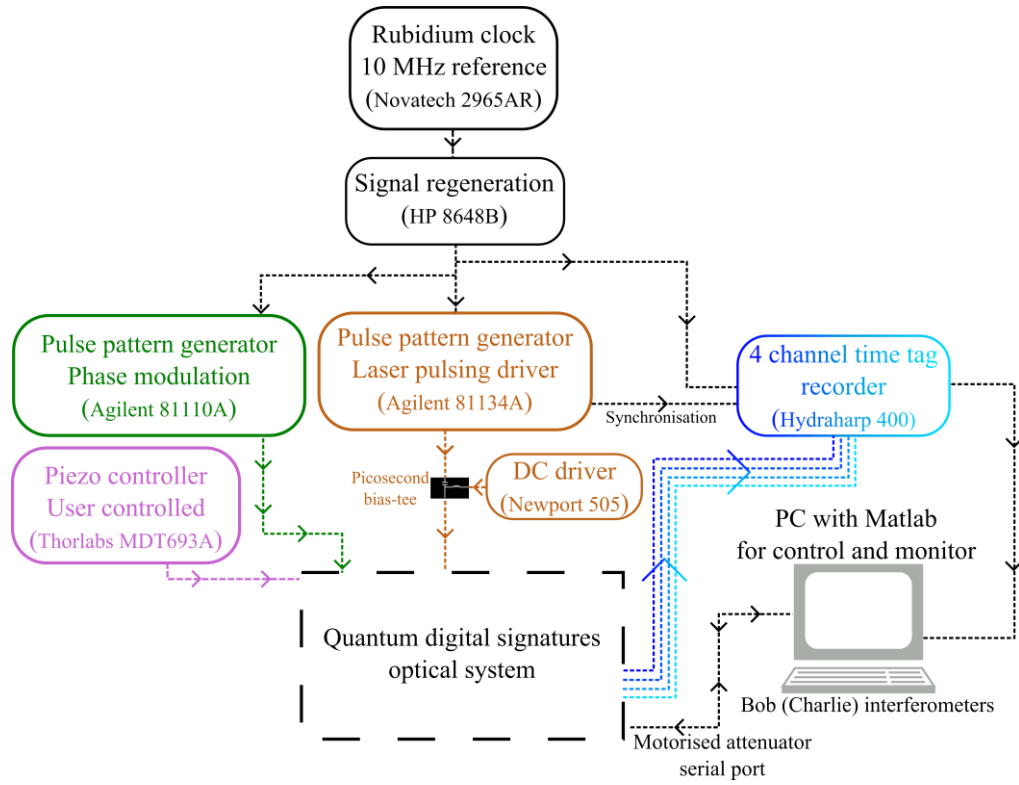 Rubidium clock
10 MHz reference
(Novatech 2965AR)
Signal regeneration
(HP 8648B)
Pulse pattern generator
Phase modulation
(Agilent 81110A)
Pulse pattern generator
Laser pulsing driver
(Agilent 81134A)
4 channel time tag
recorder
(Hydraharp 400)
Synchronisation
Piezo controller
User controlled
(Thorlabs MDT693A)
Picosecond
bias-tee
DC driver
(Newport 505)
PC with Matlab
for control and monitor
Quantum digital signatures
optical system
Bob (Charlie) interferometers
Motorised attenuator
serial port